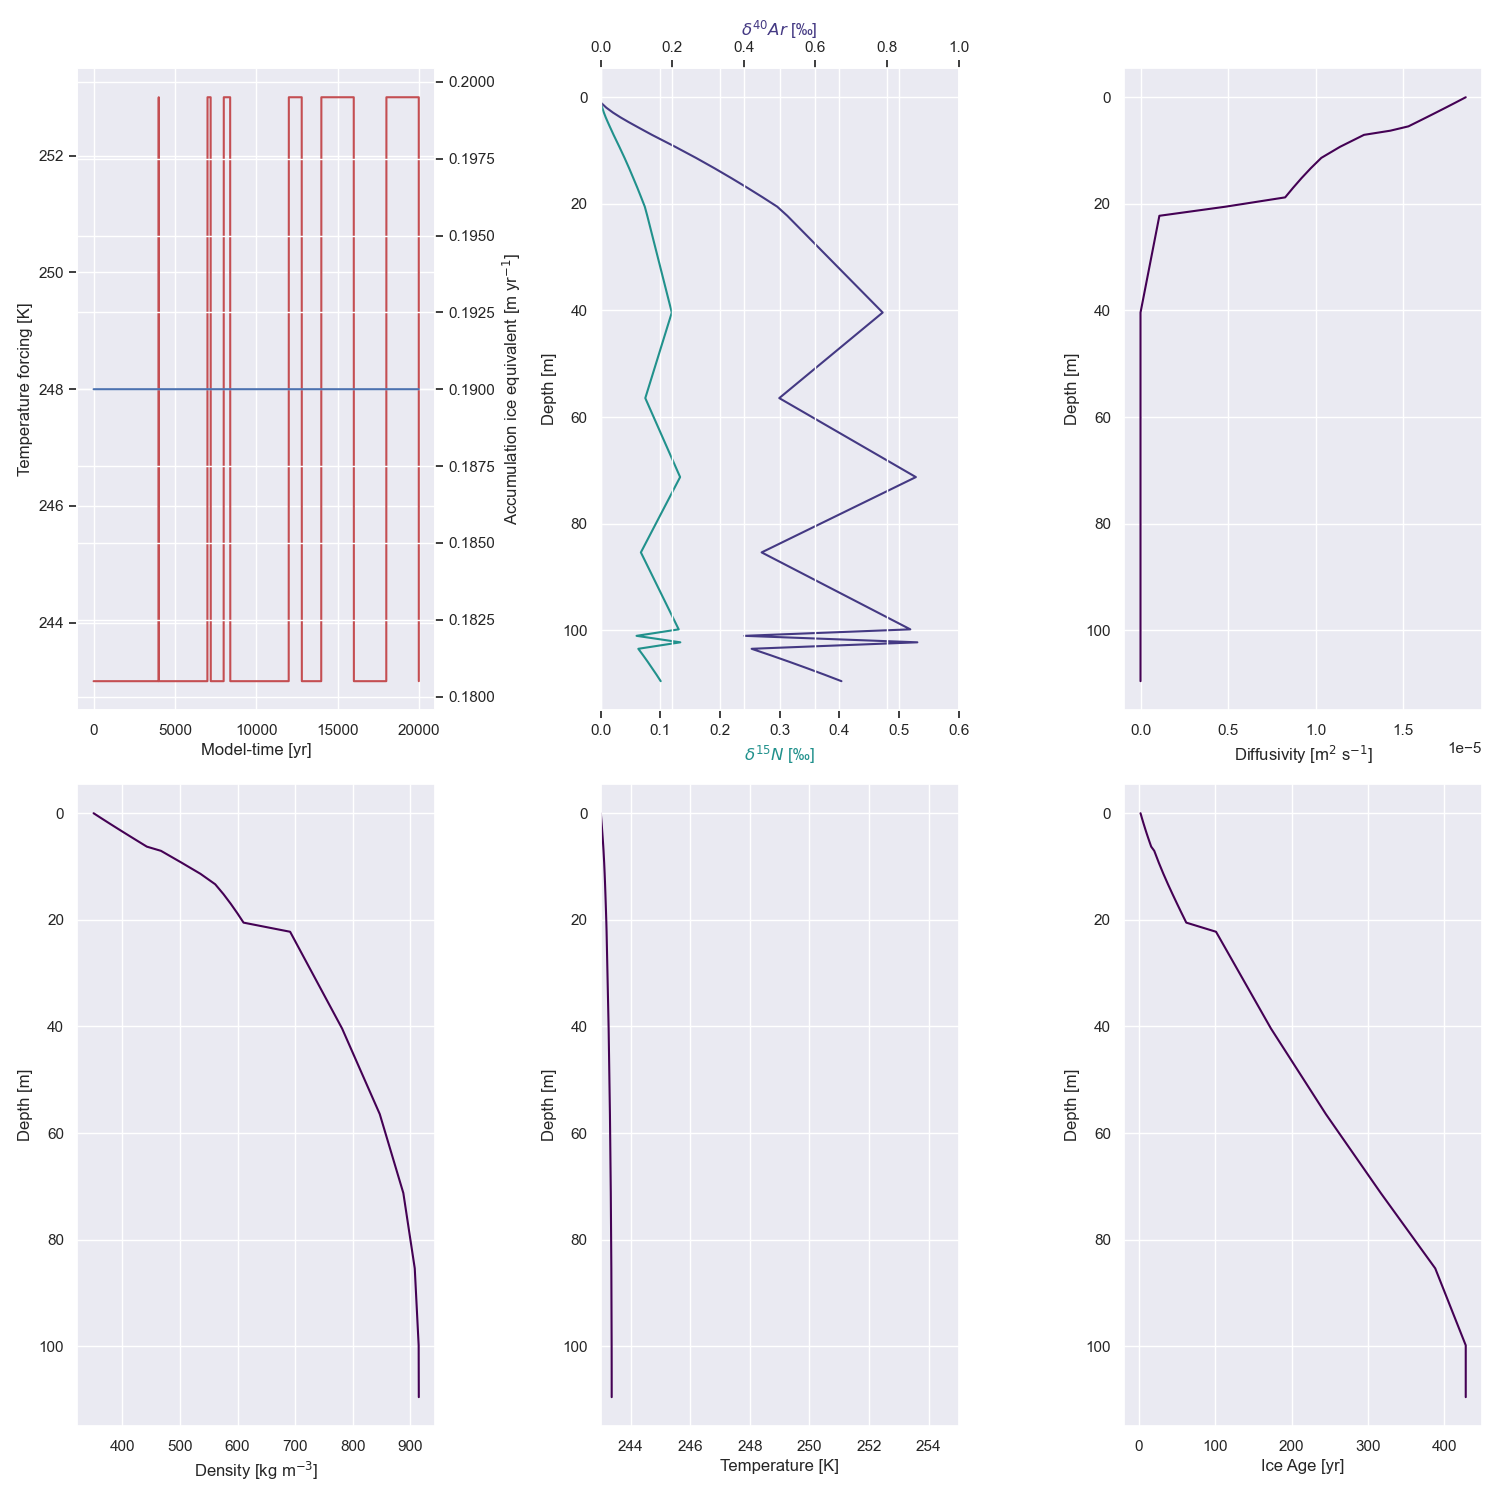 δ⁴⁰Ar [‰]
0.0 0.2 0.4 0.6 0.8 1.0
252
250
248
246
244
Temperature forcing [K]
0.2000
0.1975
0.1950
0.1925
0.1900
0.1875
0.1850
0.1825
0.1800
Accumulation ice equivalent [m yr⁻¹]
0 5000 10000 15000 20000
Model-time [yr]
0
20
40
60
80
100
Depth [m]
0.0 0.1 0.2 0.3 0.4 0.5 0.6
δ¹⁵N [‰]
0
20
40
60
80
100
Depth [m]
0.0 0.5 1.0 1.5
1e−5
Diffusivity [m² s⁻¹]
0
20
40
60
80
100
Depth [m]
400 500 600 700 800 900
Density [kg m⁻³]
0
20
40
60
80
100
Depth [m]
244 246 248 250 252 254
Temperature [K]
0
20
40
60
80
100
Depth [m]
0 100 200 300 400
Ice Age [yr]